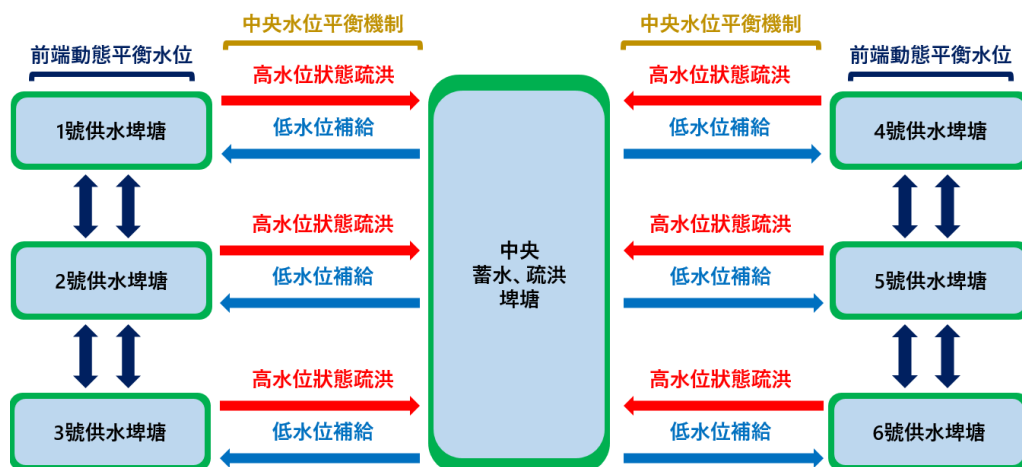 中央水位平衡機制
中央水位平衡機制
前端動態平衡水位
前端動態平衡水位
高水位狀態疏洪
高水位狀態疏洪
1號供水埤塘
低水位補給
低水位補給
4號供水埤塘
高水位狀態疏洪
高水位狀態疏洪
2號供水埤塘
低水位補給
中央
蓄水、疏洪
埤塘
低水位補給
5號供水埤塘
高水位狀態疏洪
高水位狀態疏洪
3號供水埤塘
低水位補給
低水位補給
6號供水埤塘